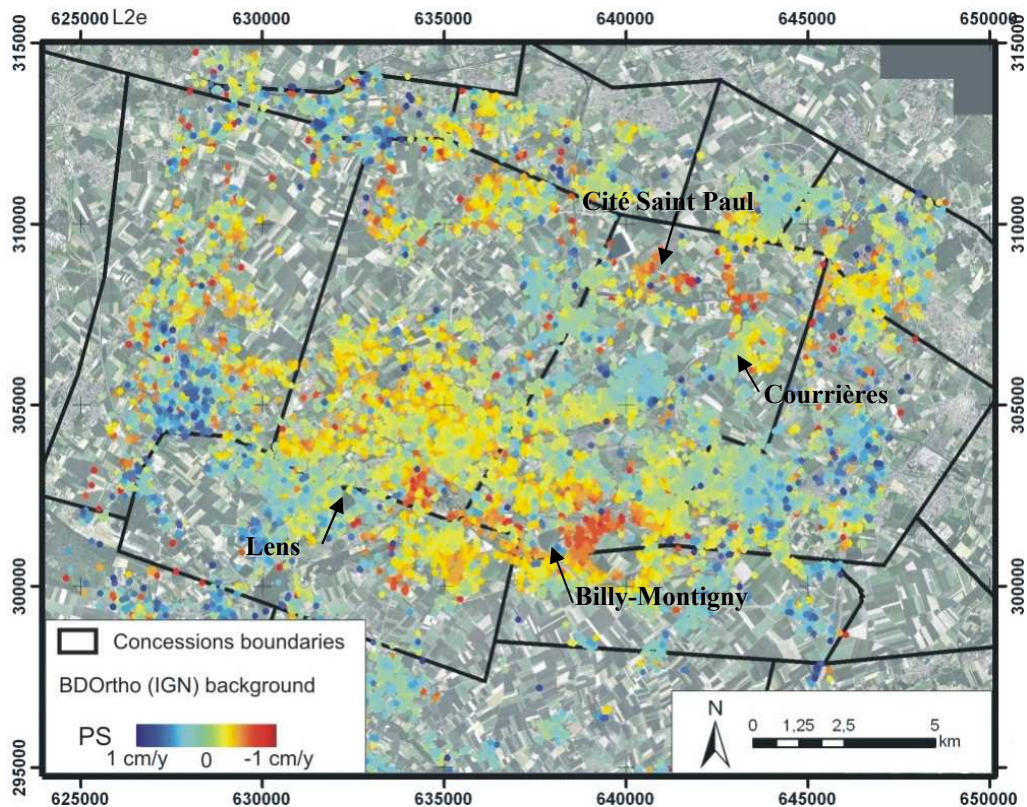 625000 L2e 630000 635000 640000 645000 650000
315000 315000
Cité Saint Paul
310000 310000
305000 305000
Courrières
Lens
Billy-Montigny
300000 300000
Concessions boundaries
BDOrtho (IGN) background
PS
1 cm/y 0 -1 cm/y
N
0 1,25 2,5 5
km
295000 295000
625000 630000 635000 640000 645000 650000